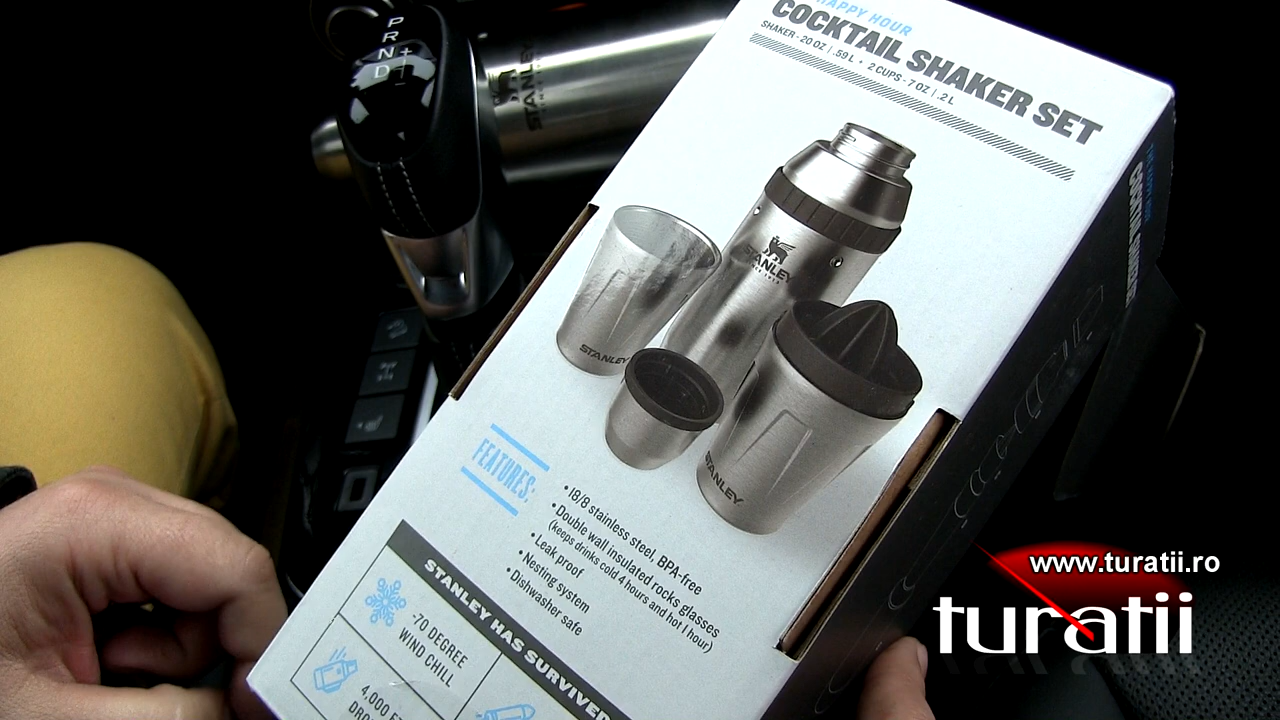 P
R
N
D
+
-
STANLEY
HAPPY HOUR
COCKTAIL SHAKER SET
SHAKER - 20 OZ | .59 L • 2 CUPS - 7 OZ | .2 L
STANLEY
STANLEY
STANLEY
FEATURES:
• 18/8 stainless steel, BPA-free
• Double wall insulated rocks glasses
(keeps drinks cold 4 hours and hot 1 hour)
• Leak proof
• Nesting system
• Dishwasher safe
STANLEY HAS SURVIVED
-70 DEGREE
WIND CHILL
4,000
www.turatii.ro
turatii